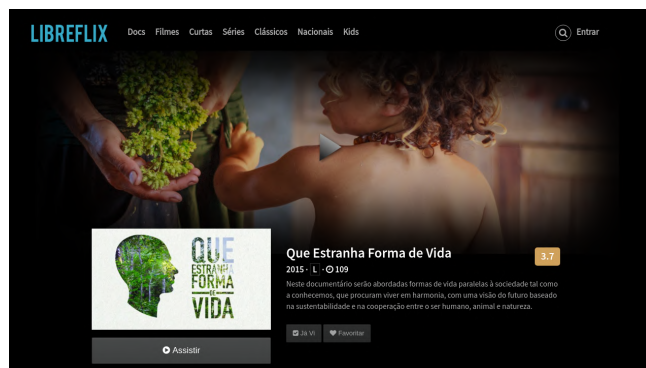 LIBREFLIX
Docs Filmes Curtas Séries Clássicos Nacionais Kids
Entrar
QUE
ESTRANHA
FORMA
DE
VIDA
Que Estranha Forma de Vida
3.7
2015 · L · 109
Neste documentário serão abordadas formas de vida paralelas à sociedade tal como
a conhecemos, que procuram viver em harmonia, com uma visão do futuro baseado
na sustentabilidade e na cooperação entre o ser humano, animal e natureza.
Já Vi Favoritar
Assistir